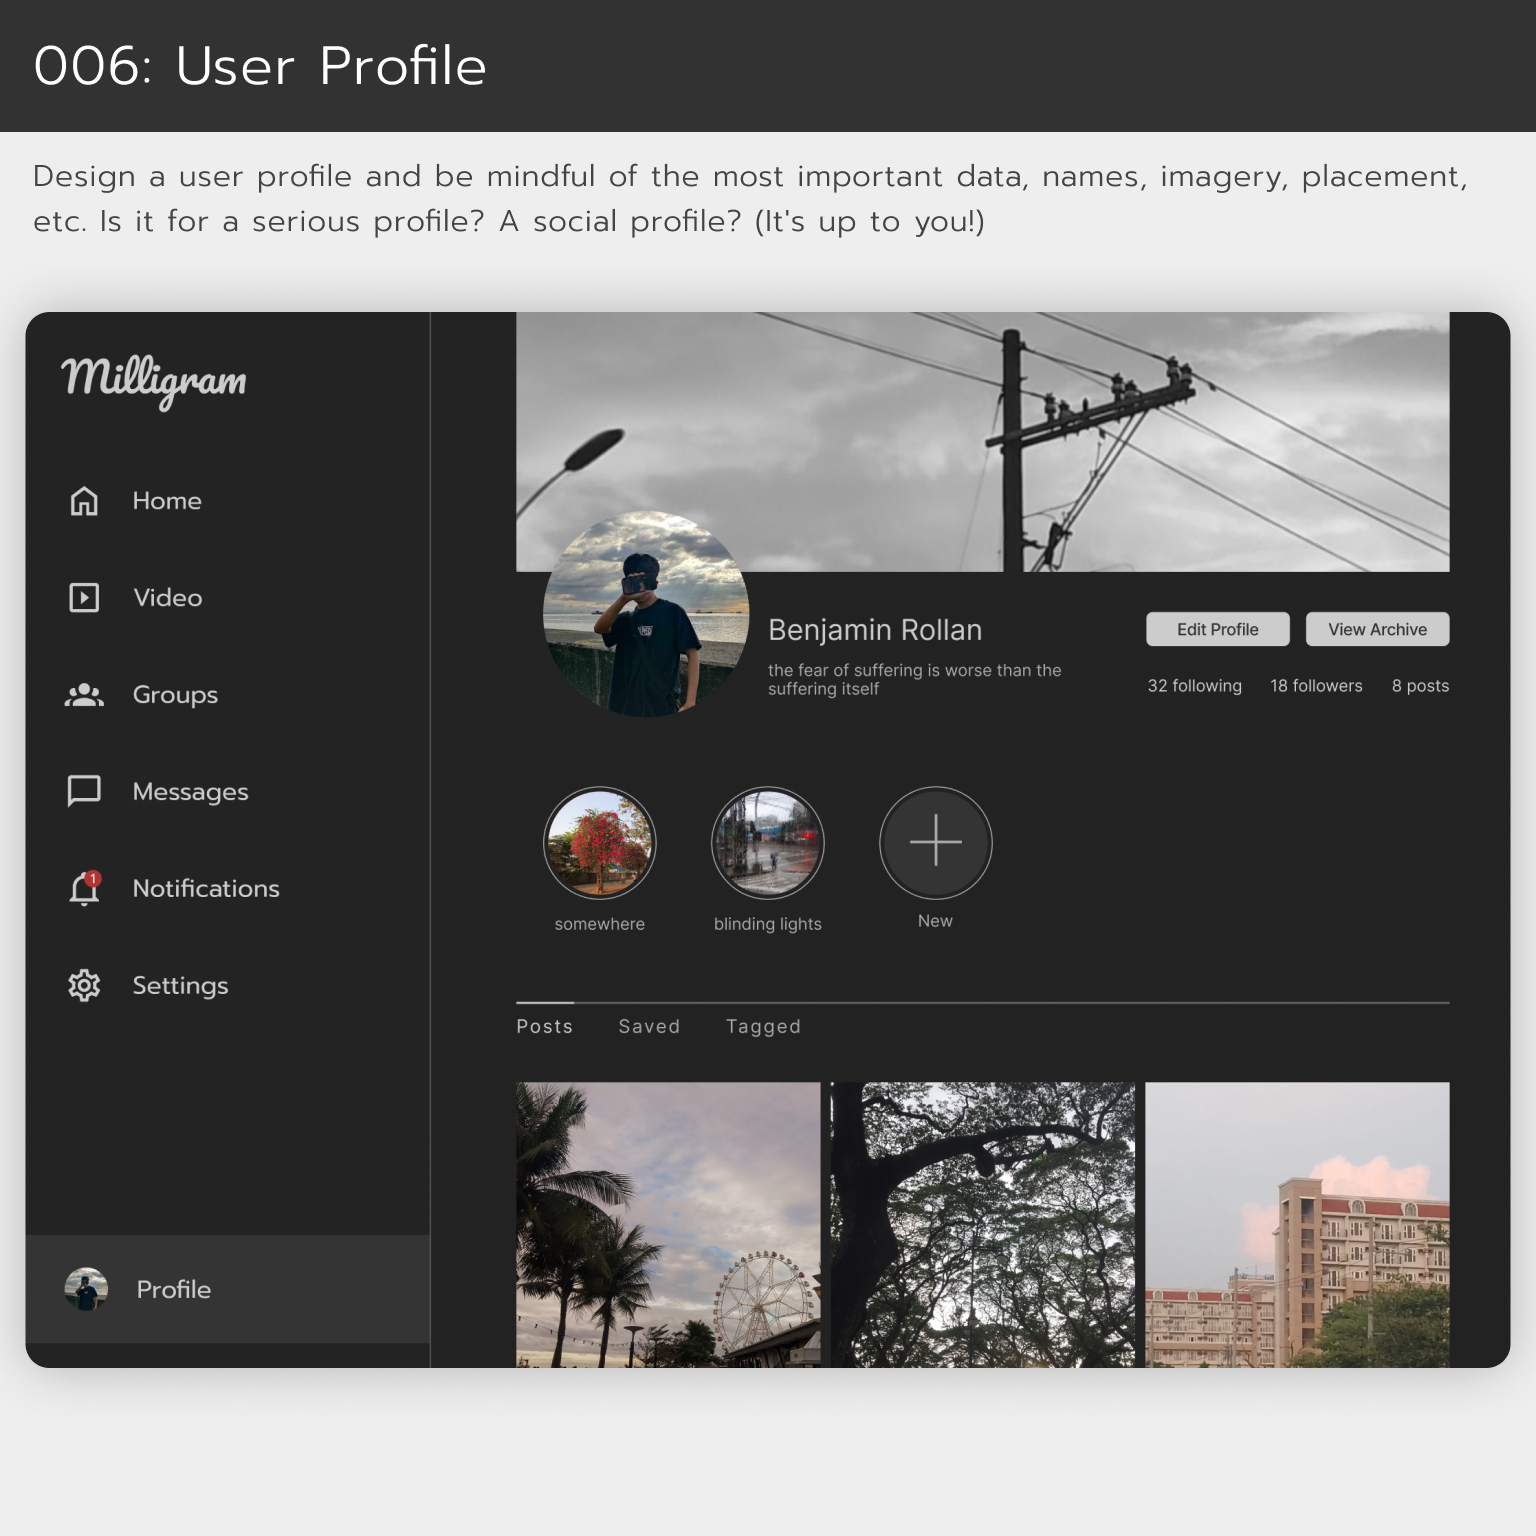 006: User Profile
Design a user profile and be mindful of the most important data, names, imagery, placement,
etc. Is it for a serious profile? A social profile? (It's up to you!)
Milligram
Home
Video
Groups
Messages
1
Notifications
Settings
Profile
Benjamin Rollan
the fear of suffering is worse than the
suffering itself
Edit Profile
View Archive
32 following
18 followers
8 posts
somewhere
blinding lights
New
Posts
Saved
Tagged